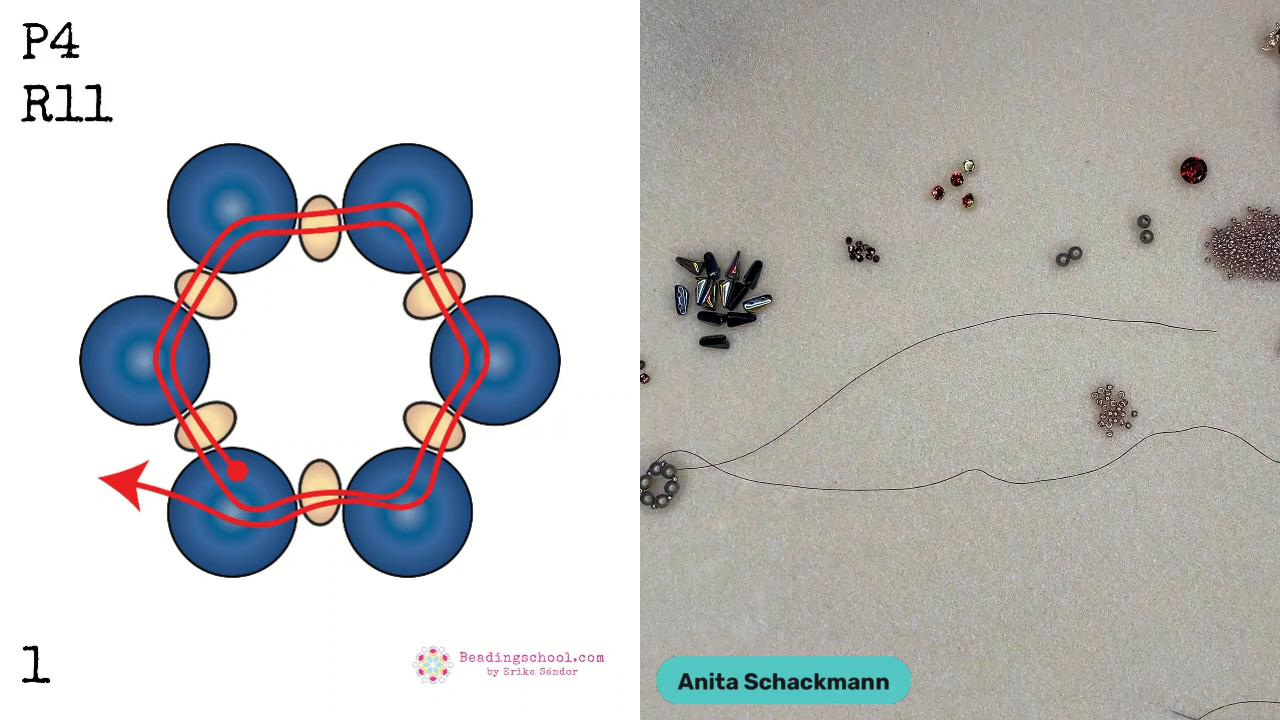 P4
R11
1
Beadingschool.com
by Erika Sándor
Anita Schackmann